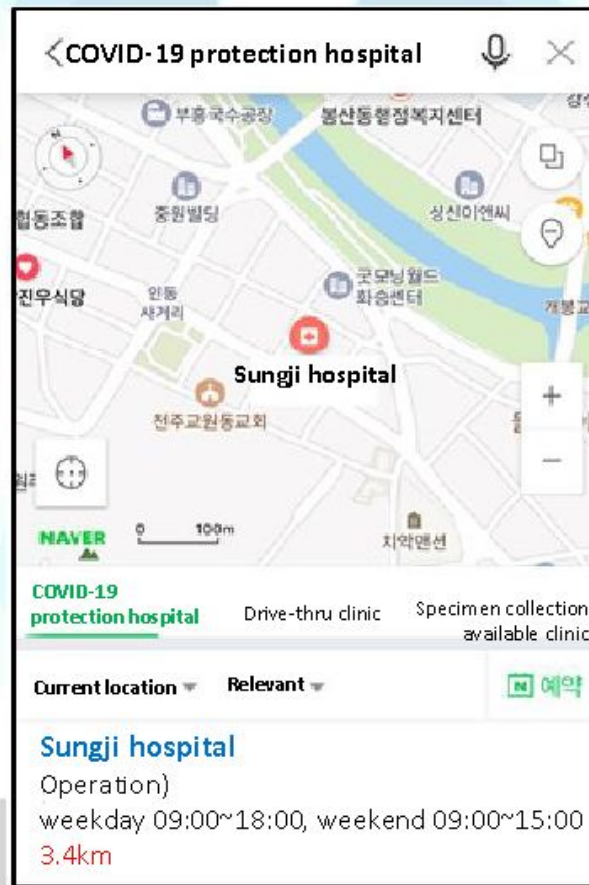 COVID-19 protection hospital
부흥국수공장
봉산동행정복지센터
중원빌딩
상신이앤씨
협동조합
진우식당
인동
사거리
굿모닝월드
화승센터
개봉교
Sungji hospital
천주교원동교회
NAVER
0 100m
치악맨션
COVID-19
protection hospital
Drive-thru clinic
Specimen collection
available clinic
Current location
Relevant
N 예약
Sungji hospital
Operation)
weekday 09:00~18:00, weekend 09:00~15:00
3.4km